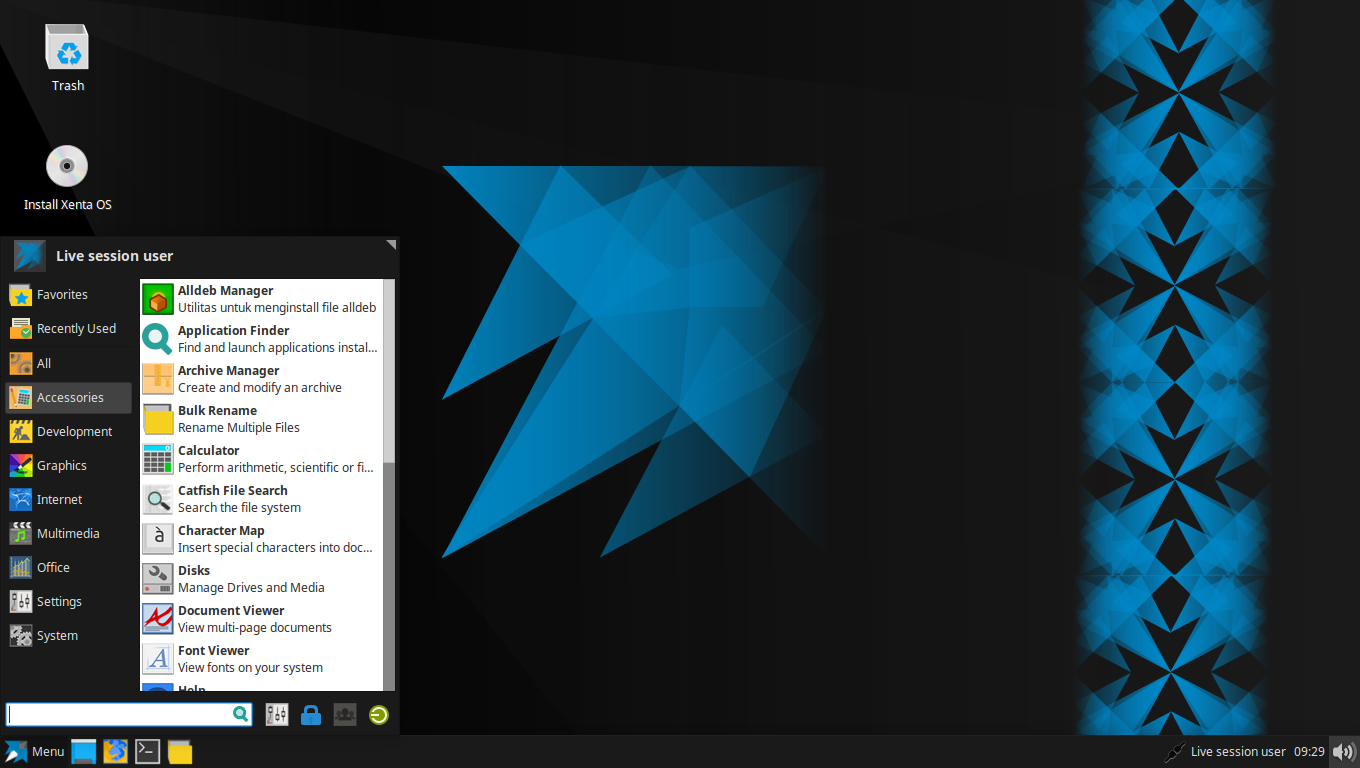 Trash
Install Xenta OS
Live session user
Favorites
Recently Used
All
Accessories
Development
Graphics
Internet
Multimedia
Office
Settings
System
Alldeb Manager
Utilitas untuk menginstall file alldeb
Application Finder
Find and launch applications instal...
Archive Manager
Create and modify an archive
Bulk Rename
Rename Multiple Files
Calculator
Perform arithmetic, scientific or fi...
Catfish File Search
Search the file system
Character Map
Insert special characters into doc...
Disks
Manage Drives and Media
Document Viewer
View multi-page documents
Font Viewer
View fonts on your system
Help
Menu
Live session user 09:29